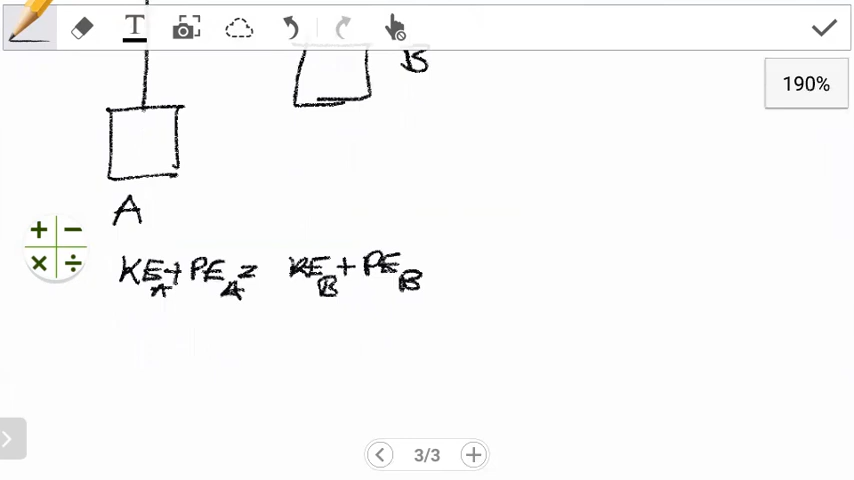 T
B
190%
A
KE_A + PE_A = KE_B + PE_B
3/3